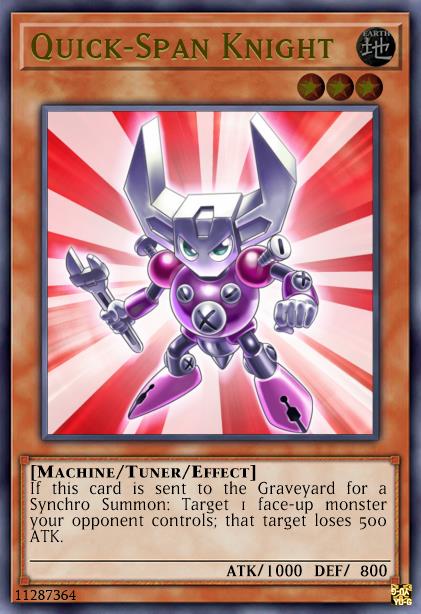 Quick-Span Knight
EARTH
地
[Machine/Tuner/Effect]
If this card is sent to the Graveyard for a
Synchro Summon: Target 1 face-up monster
your opponent controls; that target loses 500
ATK.
ATK/1000 DEF/ 800
11287364